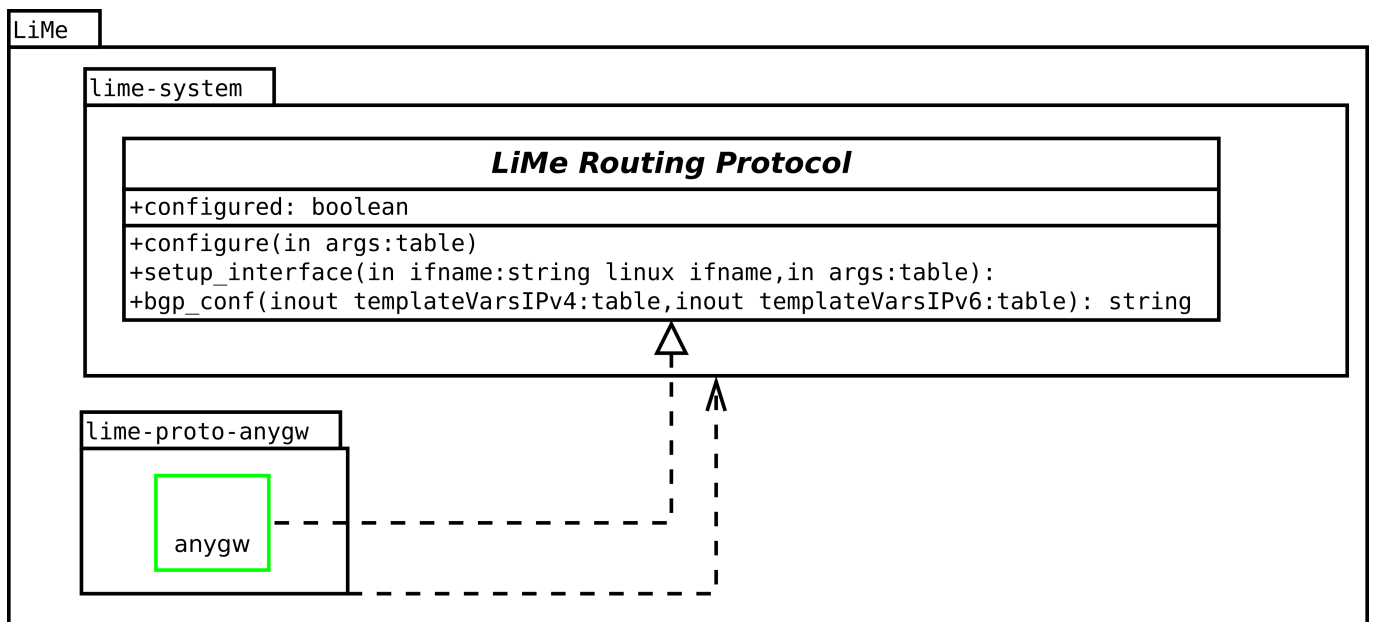 LiMe
lime-system
LiMe Routing Protocol
+configured: boolean
+configure(in args:table)
+setup_interface(in ifname:string linux ifname,in args:table):
+bgp_conf(inout templateVarsIPv4:table,inout templateVarsIPv6:table): string
lime-proto-anygw
anygw